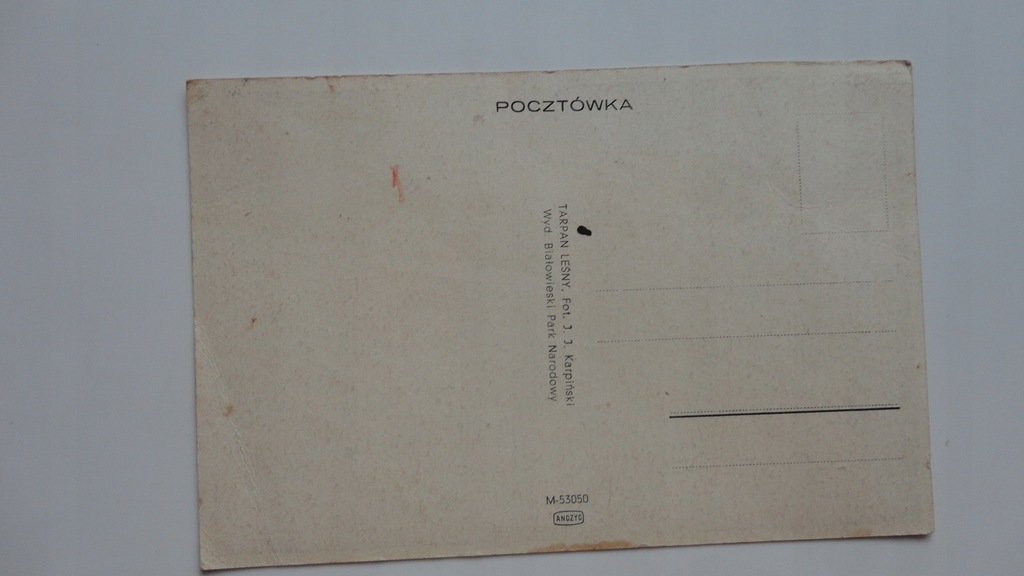 POCZTÓWKA
TARPAN LEŚNY. Fot. J. J. Karpiński
Wyd. Białowieski Park Narodowy
M-53050
ANCZYC